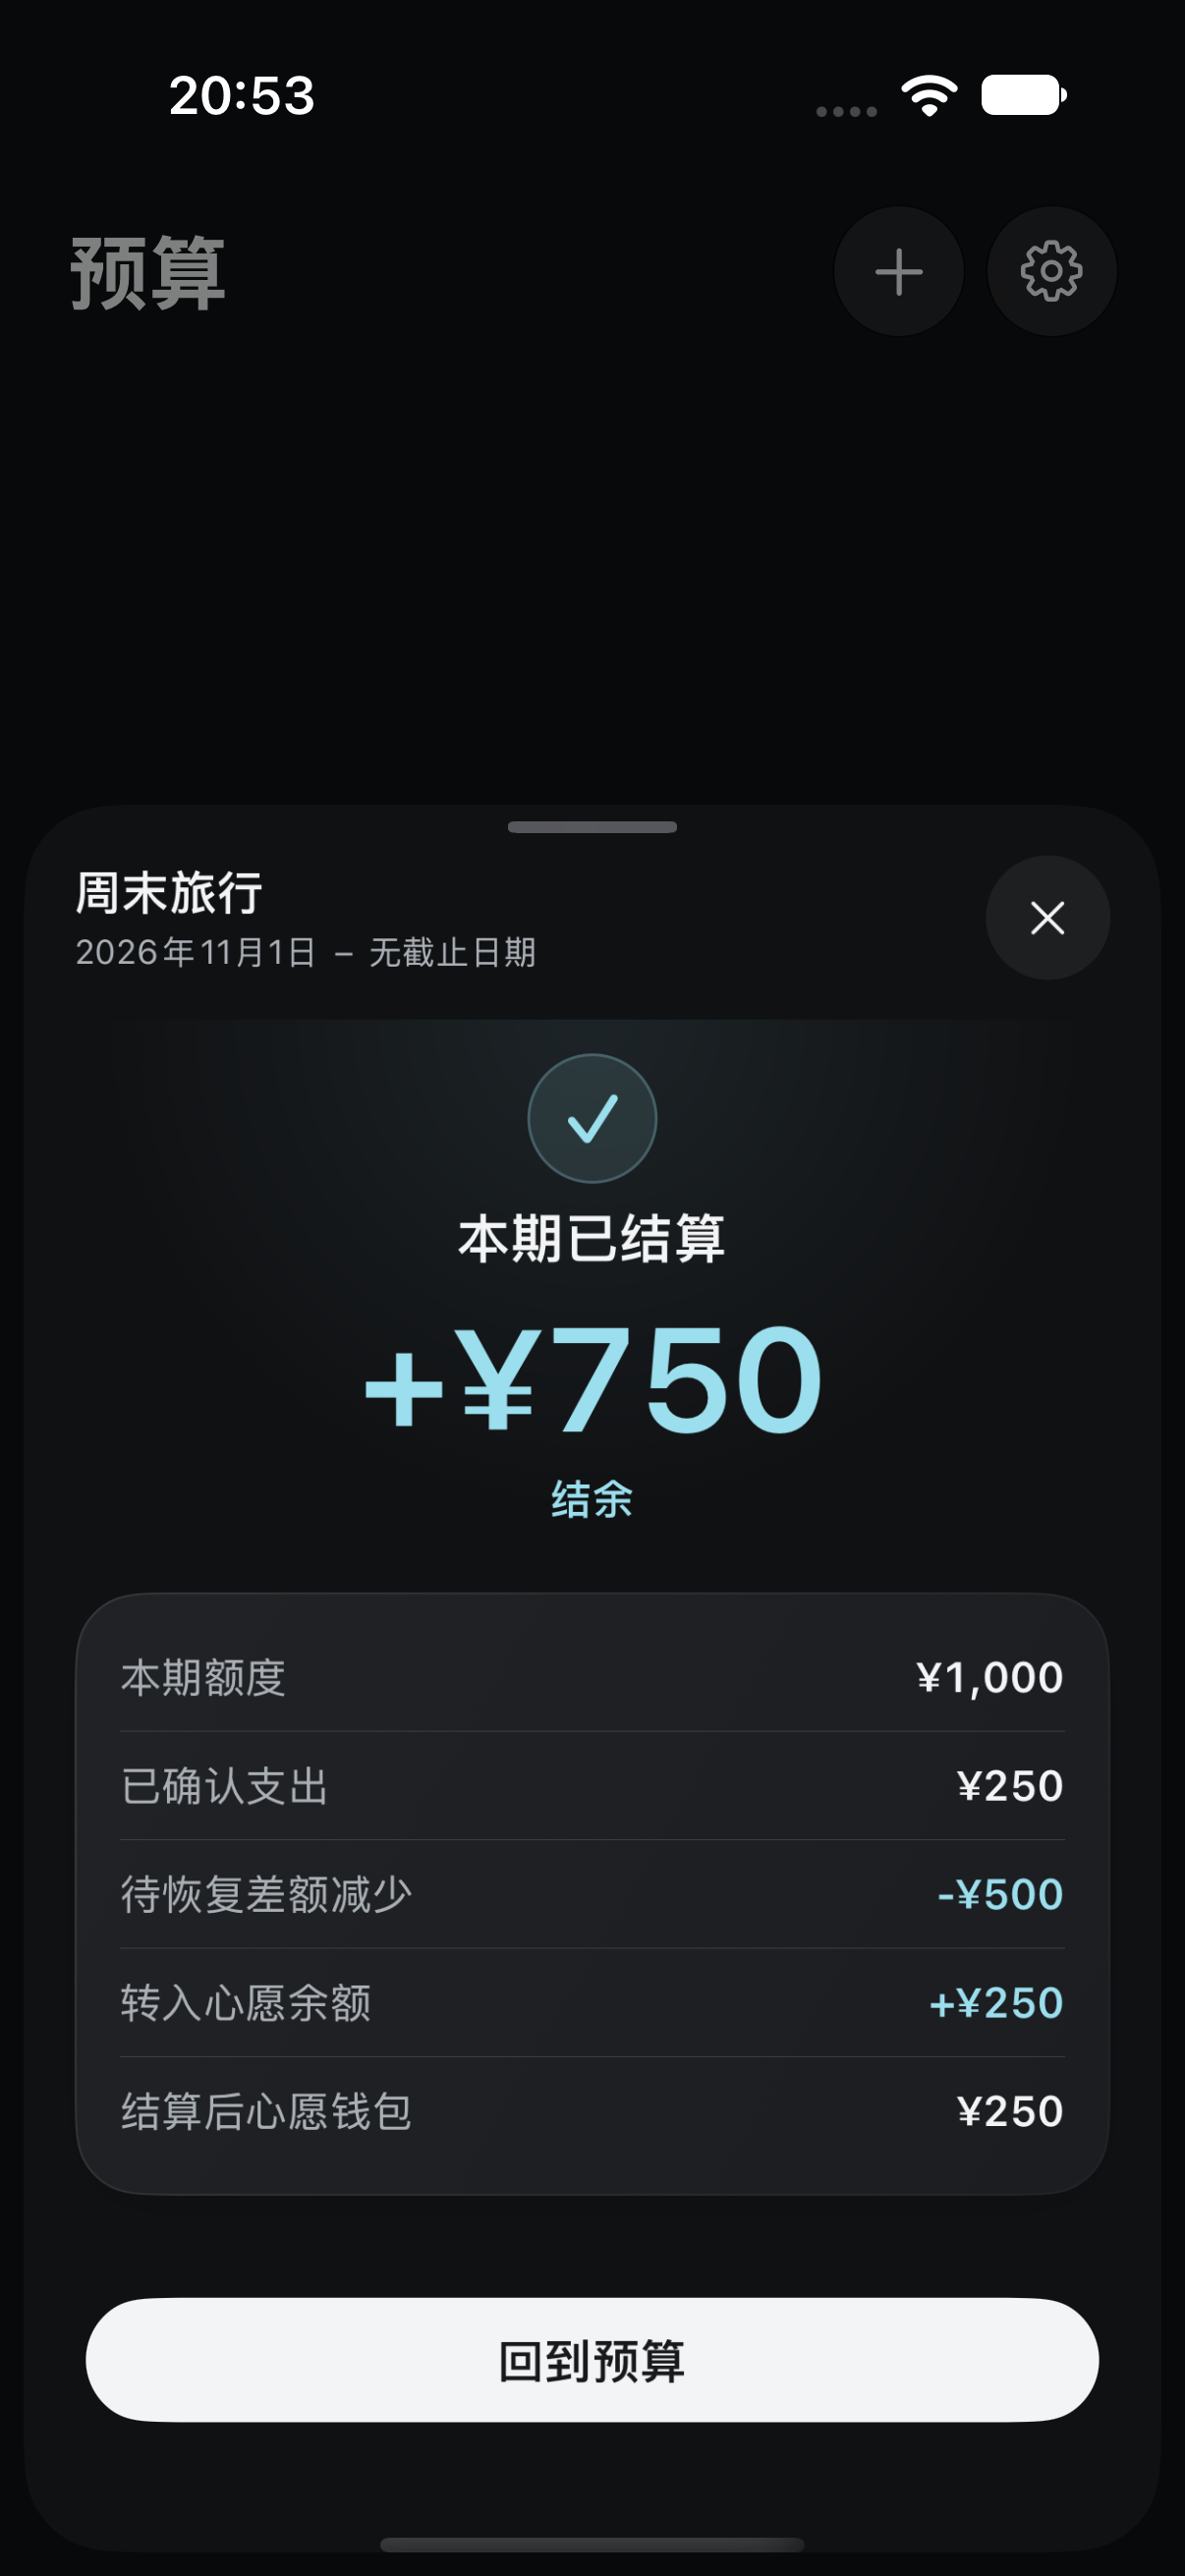 20:53
预算
周末旅行
2026年11月1日 – 无截止日期
本期已结算
+¥750
结余
本期额度 ¥1,000
已确认支出 ¥250
待恢复差额减少 -¥500
转入心愿余额 +¥250
结算后心愿钱包 ¥250
回到预算